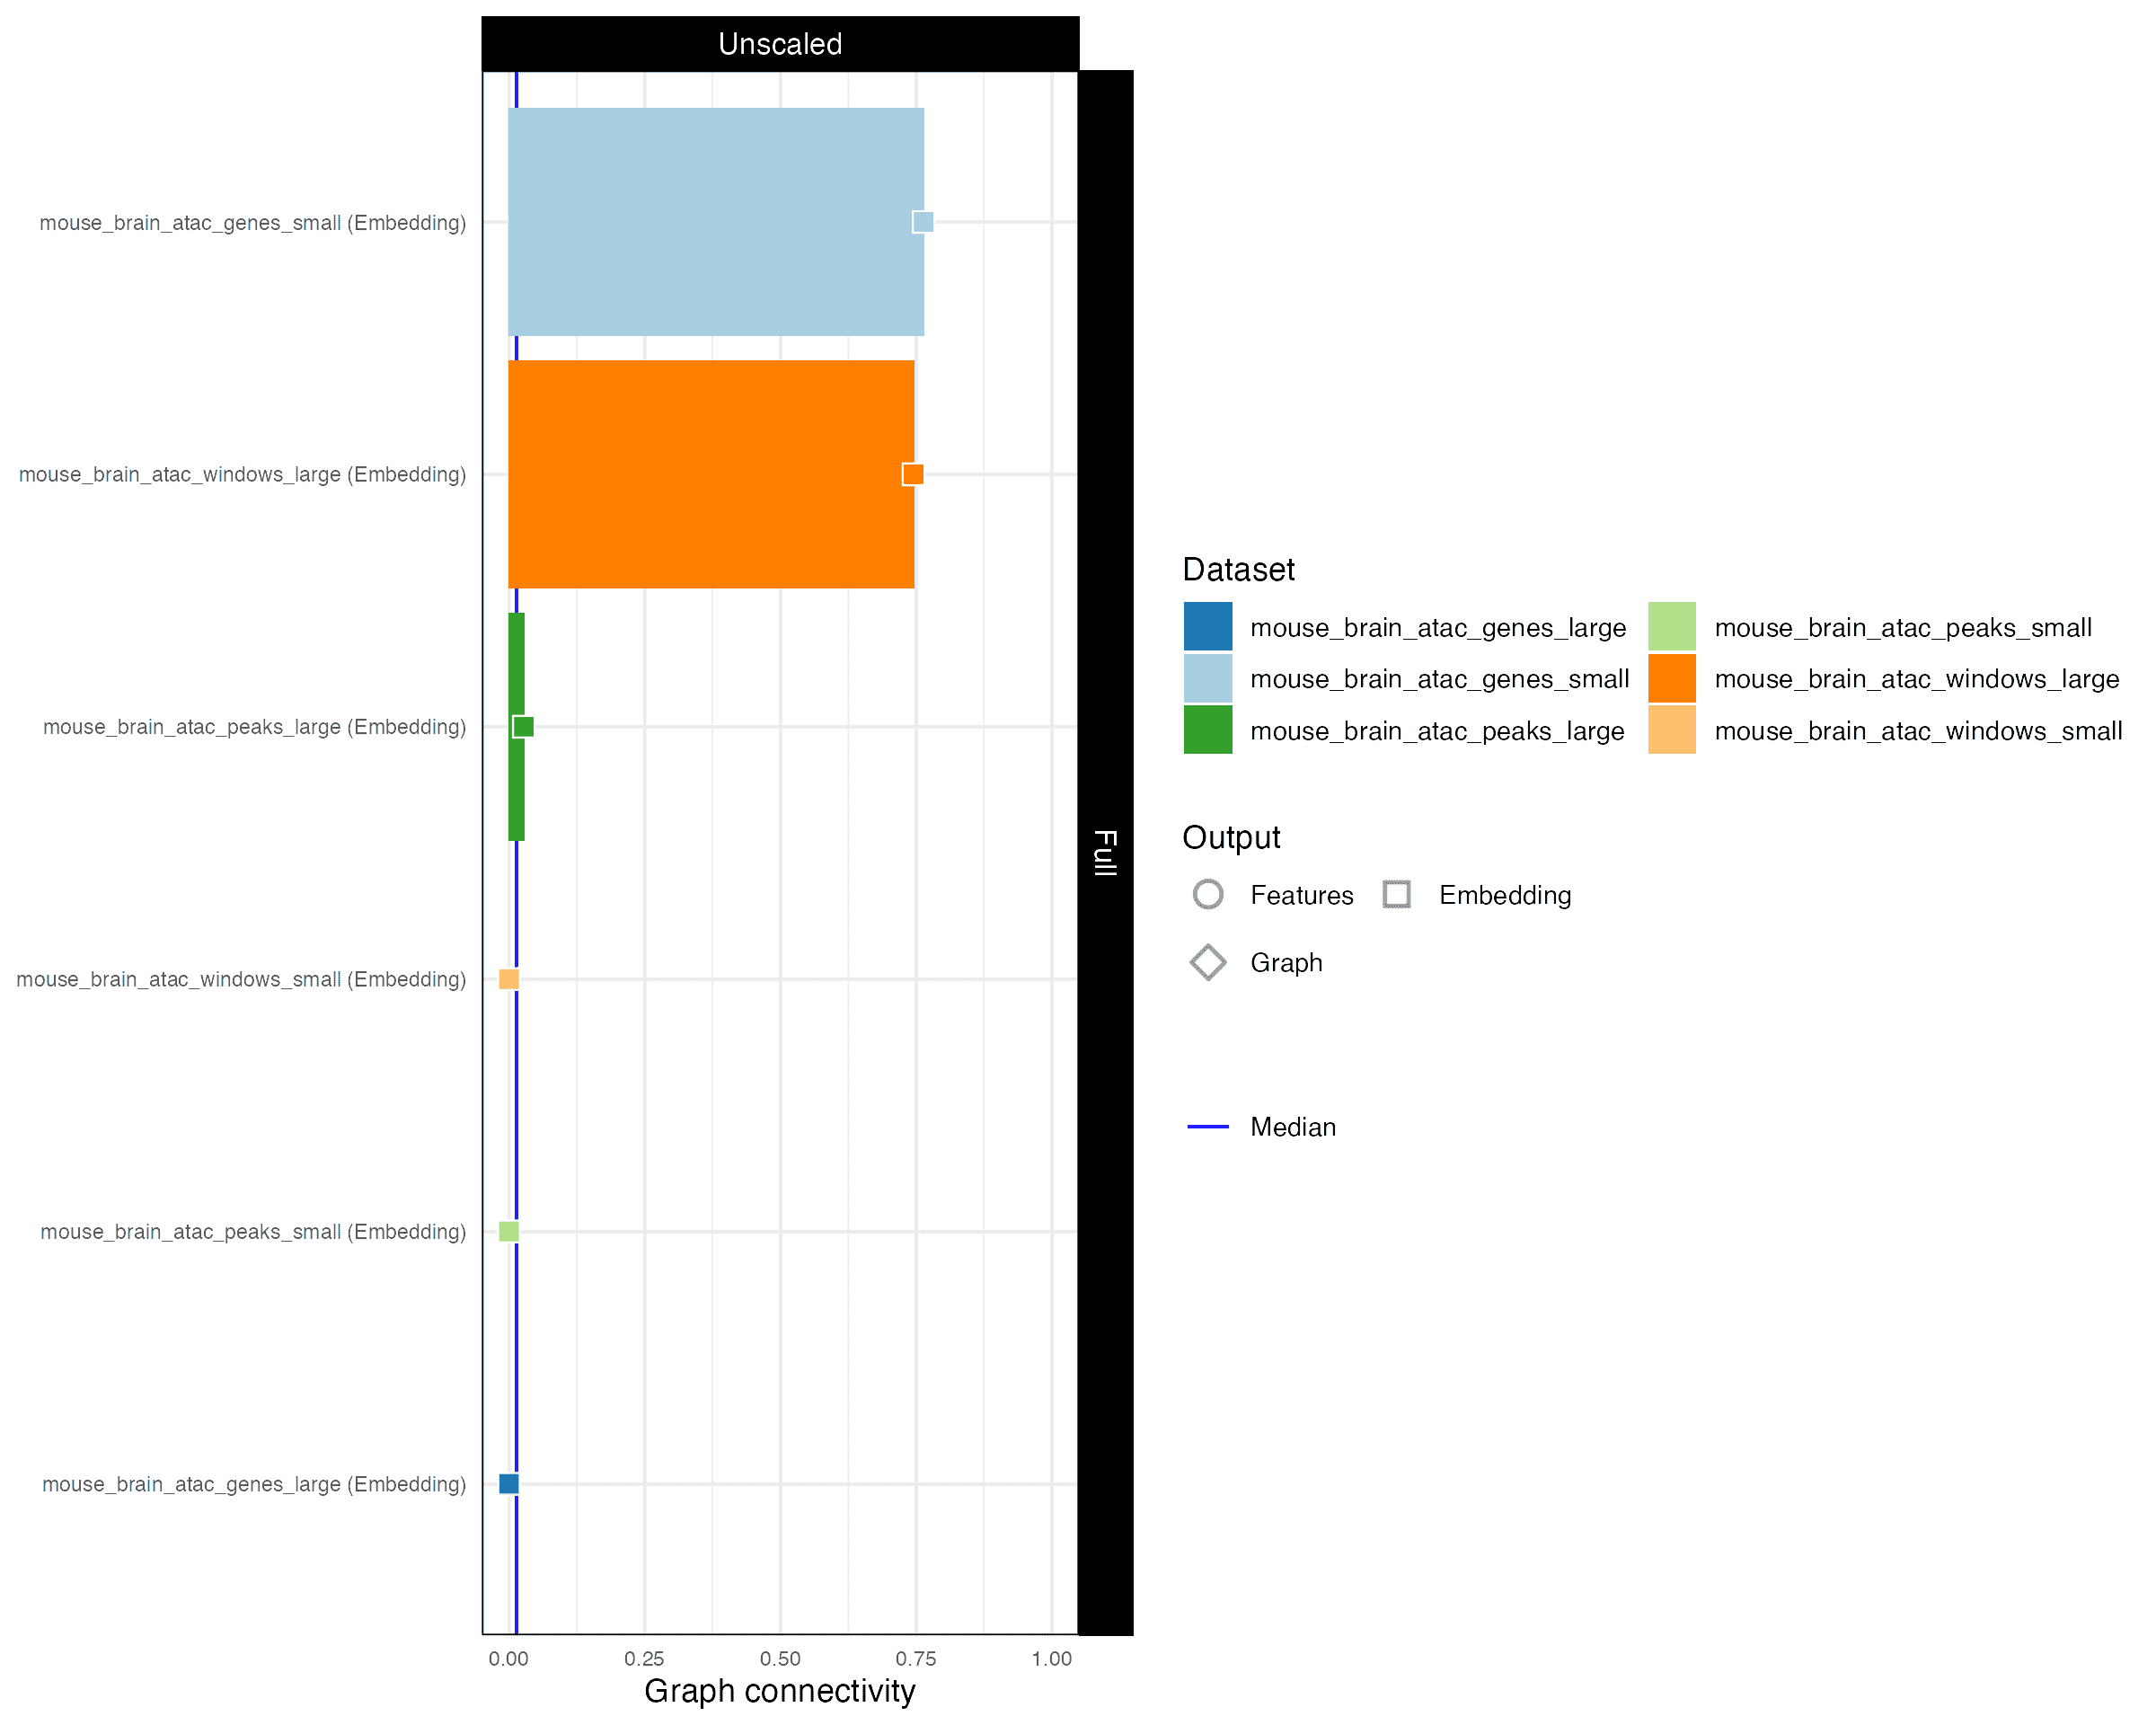 Unscaled
mouse_brain_atac_genes_small (Embedding)
mouse_brain_atac_windows_large (Embedding)
mouse_brain_atac_peaks_large (Embedding)
mouse_brain_atac_windows_small (Embedding)
mouse_brain_atac_peaks_small (Embedding)
mouse_brain_atac_genes_large (Embedding)
0.00 0.25 0.50 0.75 1.00
Graph connectivity
Full
Dataset
mouse_brain_atac_genes_large mouse_brain_atac_peaks_small
mouse_brain_atac_genes_small mouse_brain_atac_windows_large
mouse_brain_atac_peaks_large mouse_brain_atac_windows_small
Output
Features Embedding
Graph
Median